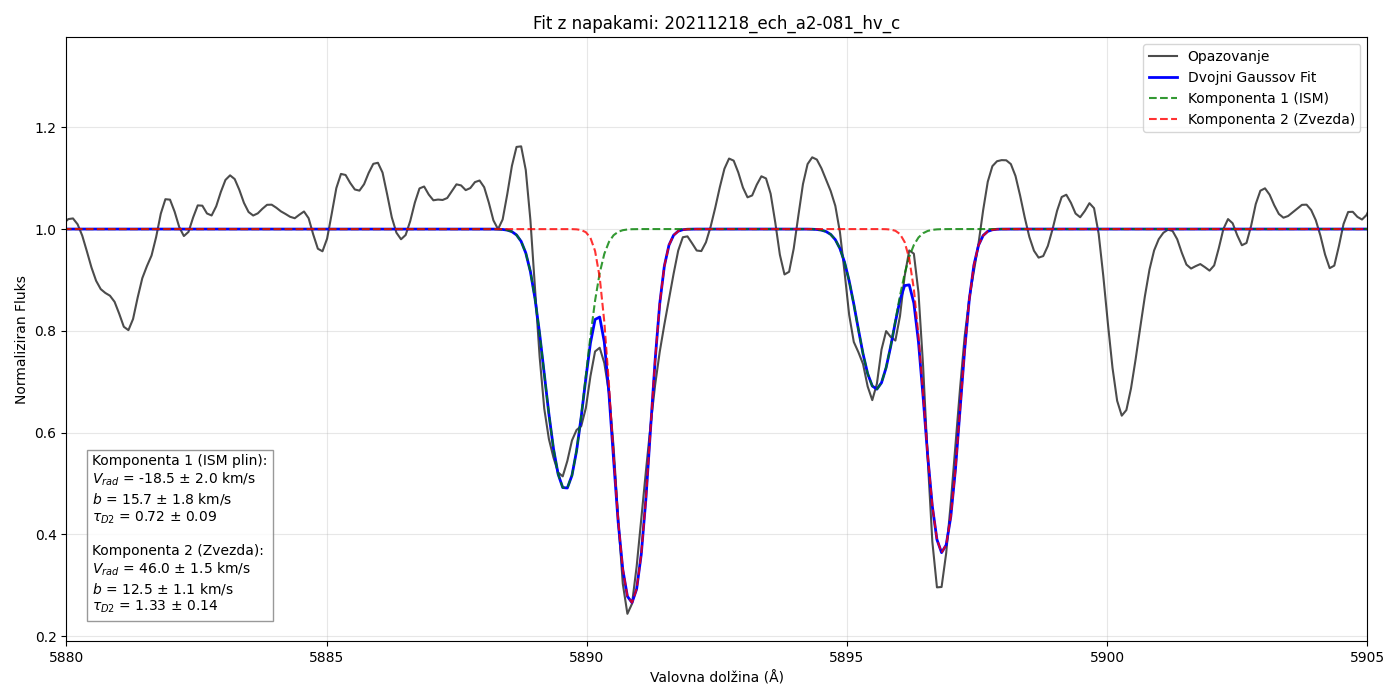 Fit z napakami: 20211218_ech_a2-081_hv_c
Normaliziran Fluks
1.2
1.0
0.8
0.6
0.4
0.2
Opazovanje
Dvojni Gaussov Fit
Komponenta 1 (ISM)
Komponenta 2 (Zvezda)
Komponenta 1 (ISM plin):
V_rad = -18.5 ± 2.0 km/s
b = 15.7 ± 1.8 km/s
τ_D2 = 0.72 ± 0.09
Komponenta 2 (Zvezda):
V_rad = 46.0 ± 1.5 km/s
b = 12.5 ± 1.1 km/s
τ_D2 = 1.33 ± 0.14
5880 5885 5890 5895 5900 5905
Valovna dolžina (Å)